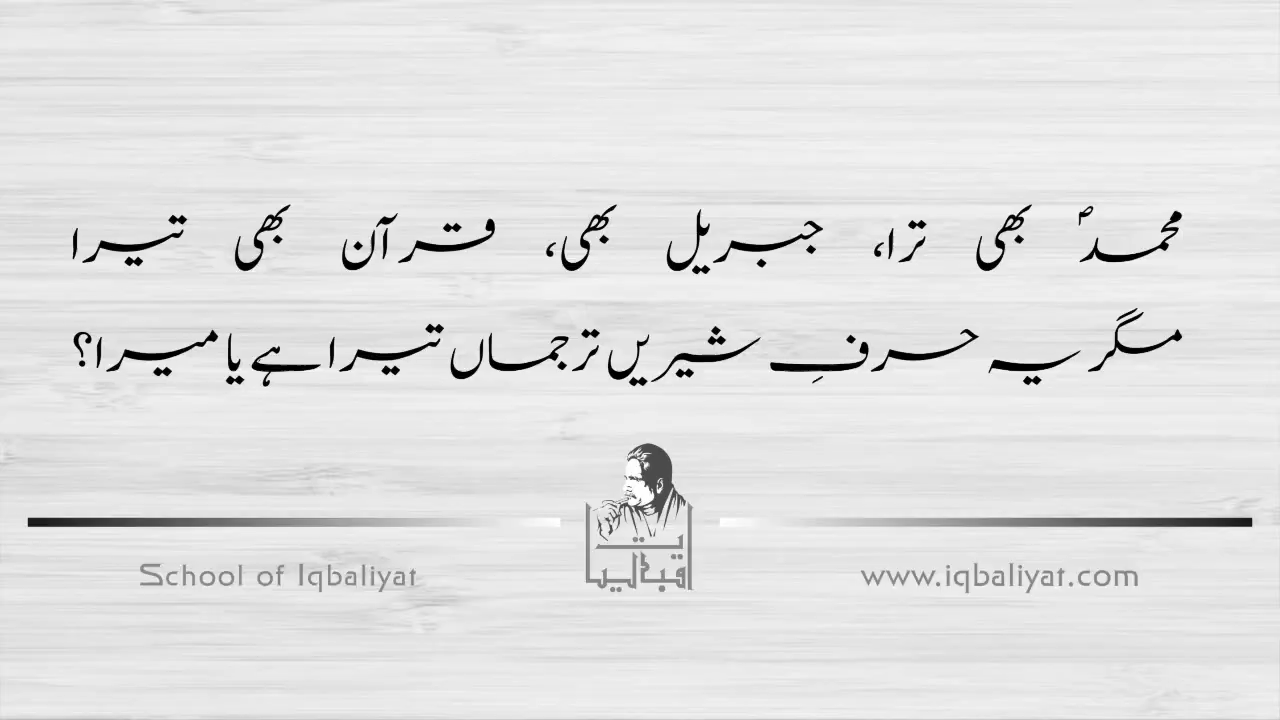 محمدؐ بھی ترا، جبریل بھی، قرآن بھی تیرا
مگر یہ حرفِ شیریں ترجماں تیرا ہے یا میرا؟
اقبالیات
School of Iqbaliyat
www.iqbaliyat.com